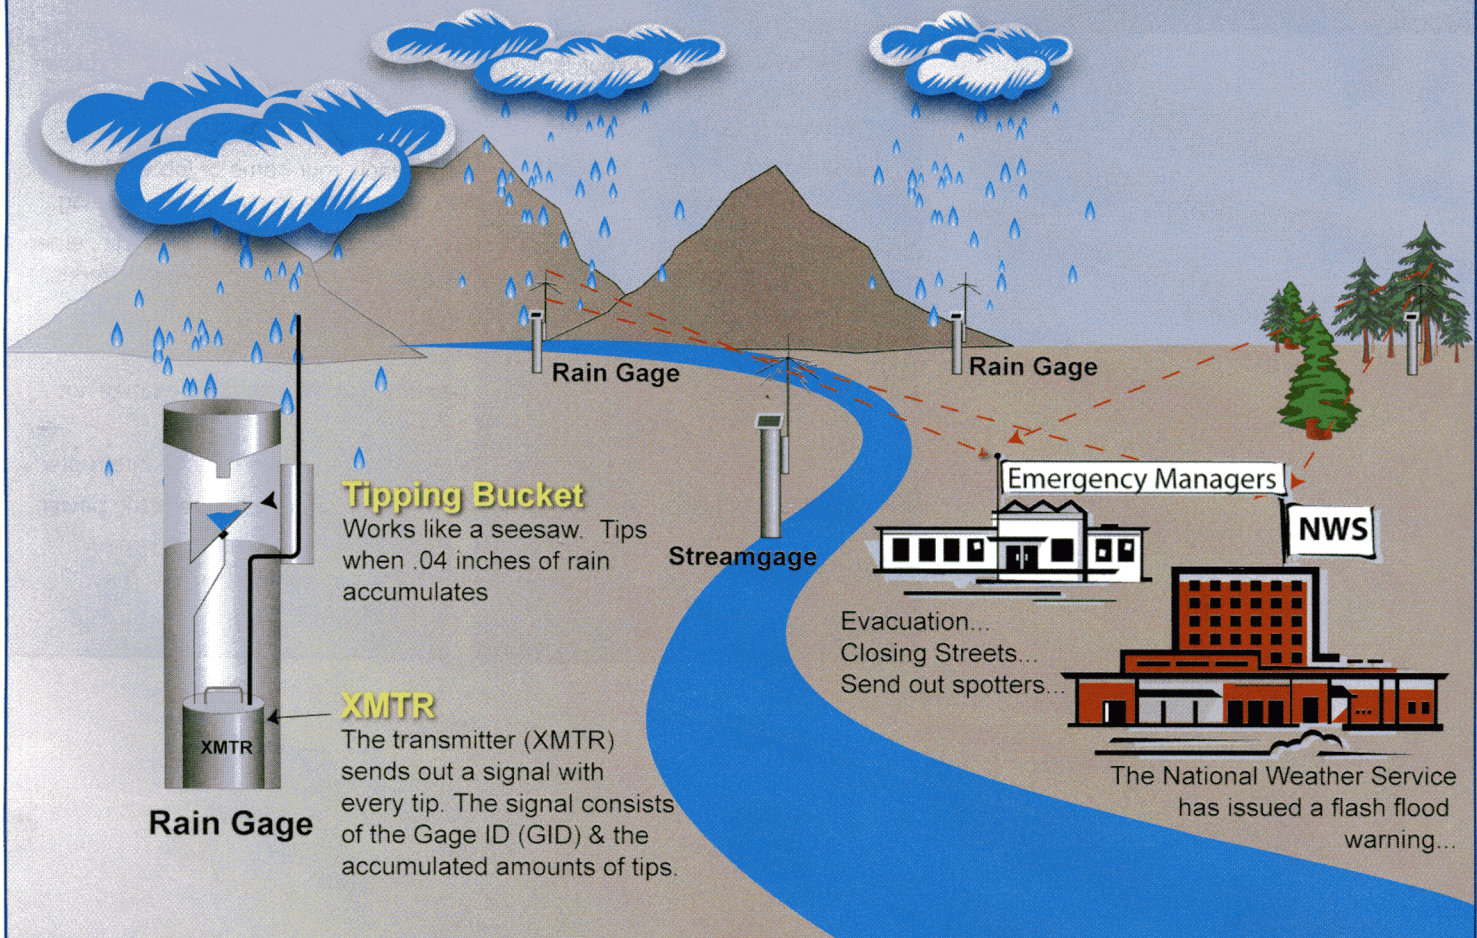 Rain Gage
Rain Gage
Tipping Bucket
Works like a seesaw. Tips
when .04 inches of rain
accumulates
Streamgage
Emergency Managers
NWS
Evacuation...
Closing Streets...
Send out spotters...
XMTR
The transmitter (XMTR)
sends out a signal with
every tip. The signal consists
of the Gage ID (GID) & the
accumulated amounts of tips.
XMTR
Rain Gage
The National Weather Service
has issued a flash flood
warning...